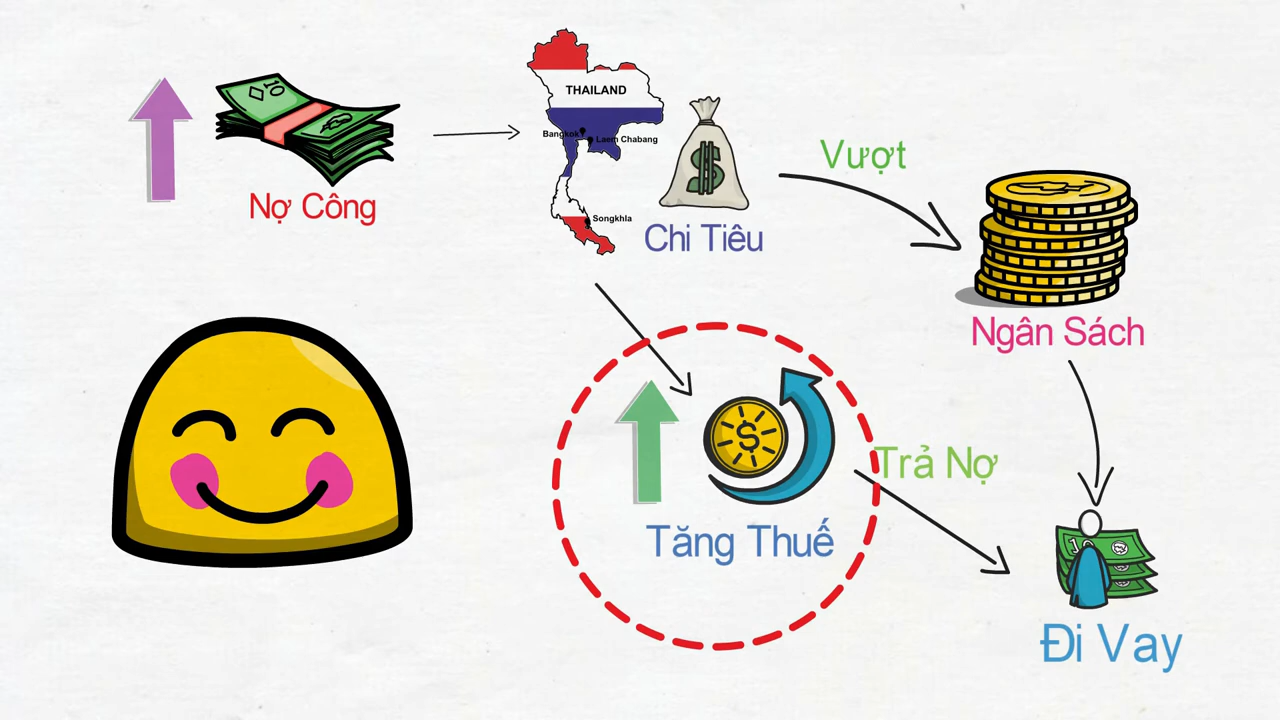 Nợ Công
THAILAND
Bangkok
Laem Chabang
Songkhla
Chi Tiêu
Vượt
Ngân Sách
Tăng Thuế
Trả Nợ
Đi Vay